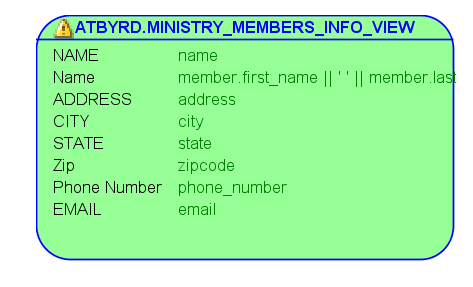 ATBYRD.MINISTRY_MEMBERS_INFO_VIEW
NAME name
Name member.first_name || ' ' || member.last
ADDRESS address
CITY city
STATE state
Zip zipcode
Phone Number phone_number
EMAIL email